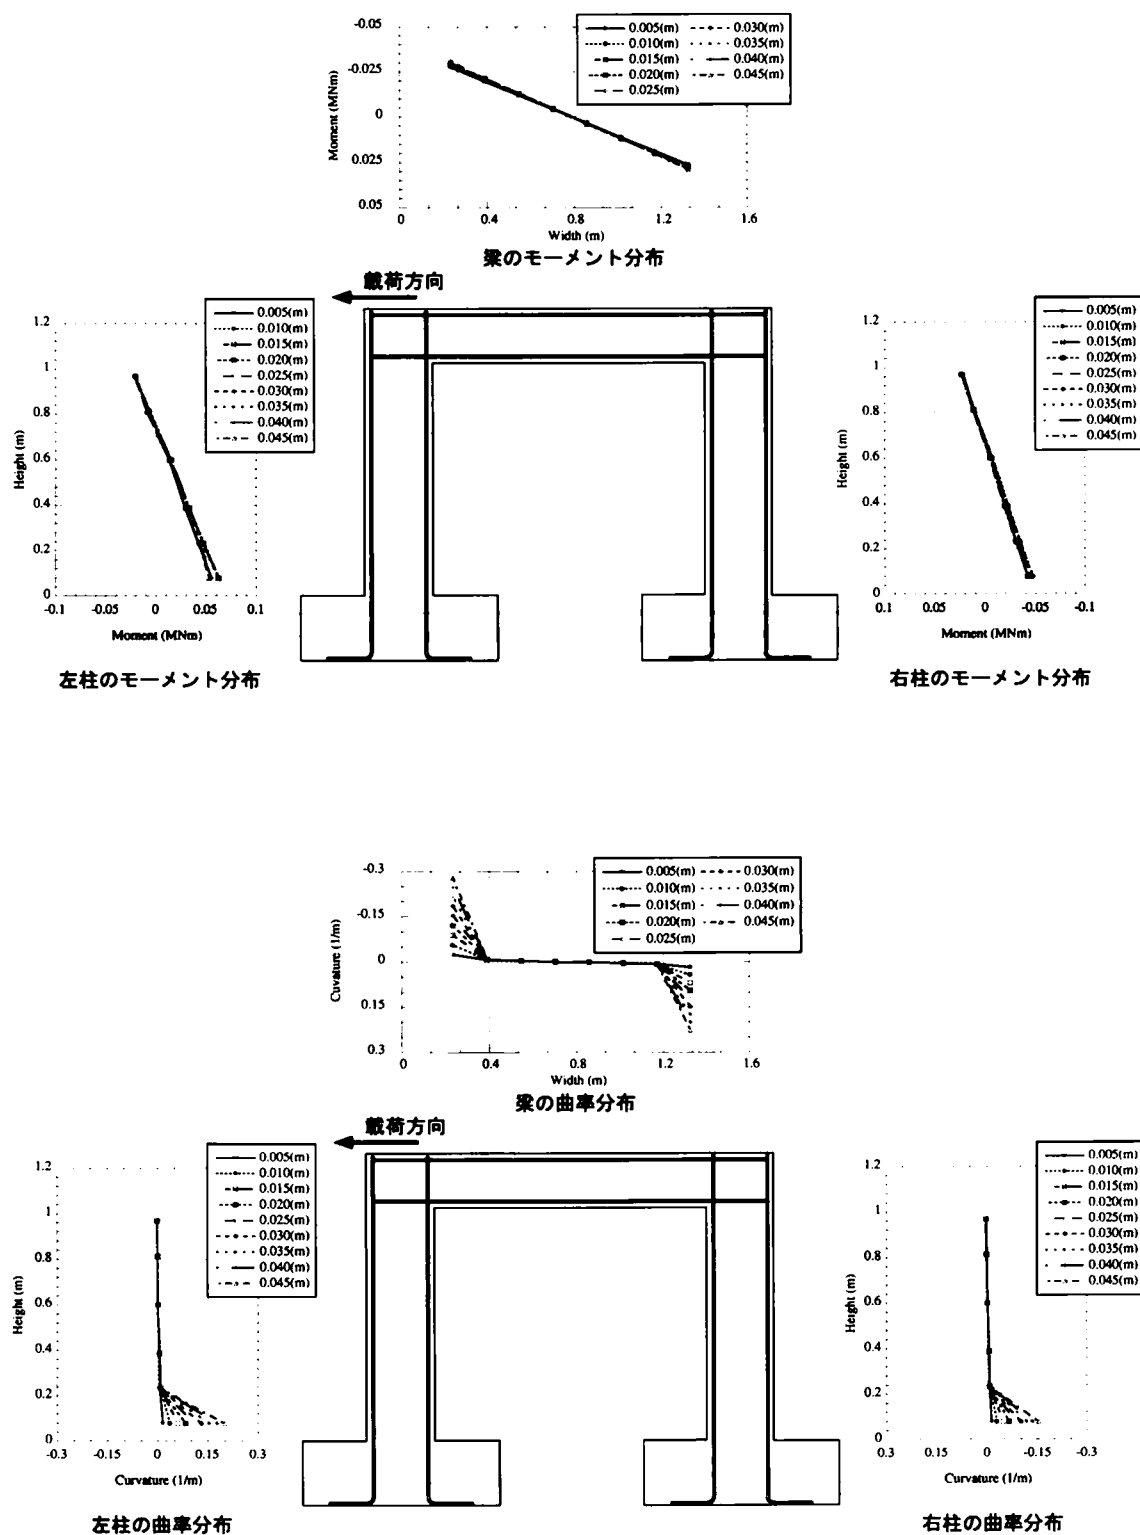 -0.05
-0.025
0
0.025
0.05
Moment (MNm)
0 0.4 0.8 1.2 1.6
Width (m)
0.005(m) 0.030(m)
0.010(m) 0.035(m)
0.015(m) 0.040(m)
0.020(m) 0.045(m)
0.025(m)
梁のモーメント分布
載荷方向
1.2
1
0.8
0.6
0.4
0.2
0
Height (m)
-0.1 -0.05 0 0.05 0.1
Moment (MNm)
0.005(m)
0.010(m)
0.015(m)
0.020(m)
0.025(m)
0.030(m)
0.035(m)
0.040(m)
0.045(m)
左柱のモーメント分布
1.2
1
0.8
0.6
0.4
0.2
0
Height (m)
0.1 0.05 0 -0.05 -0.1
Moment (MNm)
0.005(m)
0.010(m)
0.015(m)
0.020(m)
0.025(m)
0.030(m)
0.035(m)
0.040(m)
0.045(m)
右柱のモーメント分布
-0.3
-0.15
0
0.15
0.3
Cuvature (1/m)
0 0.4 0.8 1.2 1.6
Width (m)
0.005(m) 0.030(m)
0.010(m) 0.035(m)
0.015(m) 0.040(m)
0.020(m) 0.045(m)
0.025(m)
梁の曲率分布
載荷方向
1.2
1
0.8
0.6
0.4
0.2
0
Height (m)
-0.3 -0.15 0 0.15 0.3
Curvature (1/m)
0.005(m)
0.010(m)
0.015(m)
0.020(m)
0.025(m)
0.030(m)
0.035(m)
0.040(m)
0.045(m)
左柱の曲率分布
1.2
1
0.8
0.6
0.4
0.2
0
Height (m)
0.3 0.15 0 -0.15 -0.3
Curvature (1/m)
0.005(m)
0.010(m)
0.015(m)
0.020(m)
0.025(m)
0.030(m)
0.035(m)
0.040(m)
0.045(m)
右柱の曲率分布